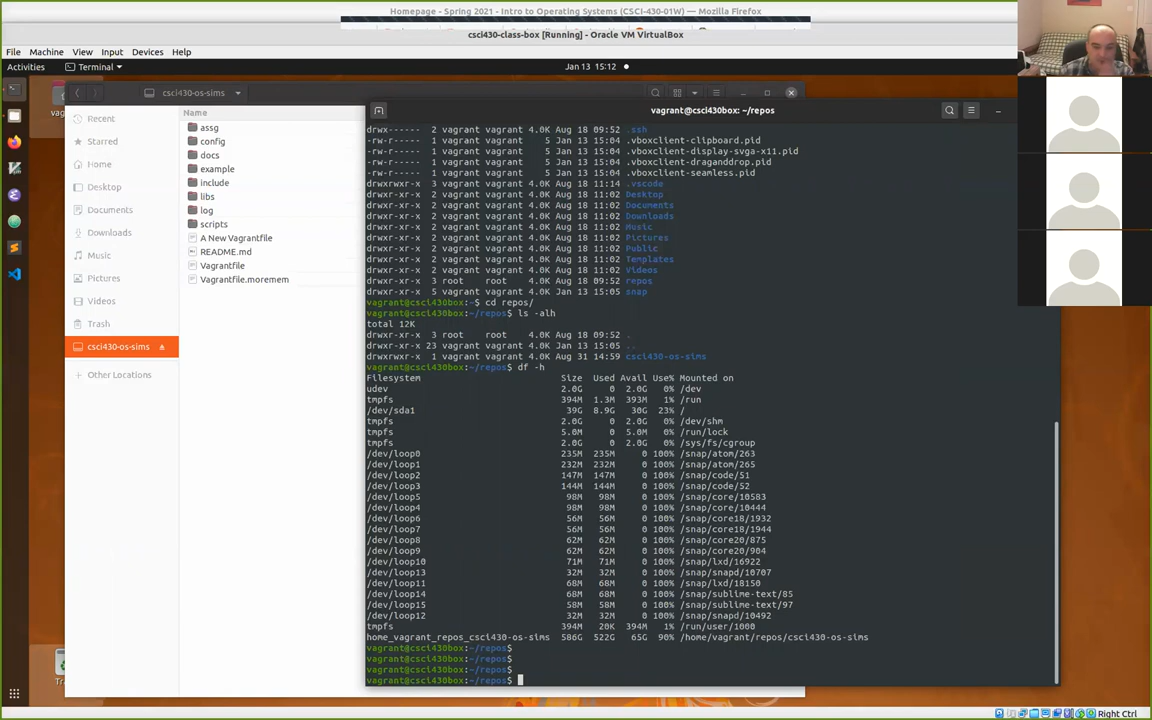 Homepage - Spring 2021 - Intro to Operating Systems (CSCI-430-01W) — Mozilla Firefox
csci430-class-box [Running] - Oracle VM VirtualBox
File Machine View Input Devices Help
Activities Terminal Jan 13 15:12
csci430-os-sims
Recent
Starred
Home
Desktop
Documents
Downloads
Music
Pictures
Videos
Trash
csci430-os-sims
Other Locations
Name
assg
config
docs
example
include
libs
log
scripts
A New Vagrantfile
README.md
Vagrantfile
Vagrantfile.moremem
vagrant@csci430box: ~/repos
drwx------ 2 vagrant vagrant 4.0K Aug 18 09:52 .ssh
-rw-r----- 1 vagrant vagrant 5 Jan 13 15:04 .vboxclient-clipboard.pid
-rw-r----- 1 vagrant vagrant 5 Jan 13 15:04 .vboxclient-display-svga-x11.pid
-rw-r----- 1 vagrant vagrant 5 Jan 13 15:04 .vboxclient-draganddrop.pid
-rw-r----- 1 vagrant vagrant 5 Jan 13 15:04 .vboxclient-seamless.pid
drwxrwxr-x 3 vagrant vagrant 4.0K Aug 18 11:14 .vscode
drwxr-xr-x 2 vagrant vagrant 4.0K Aug 18 11:02 Desktop
drwxr-xr-x 2 vagrant vagrant 4.0K Aug 18 11:02 Documents
drwxr-xr-x 2 vagrant vagrant 4.0K Aug 18 11:02 Downloads
drwxr-xr-x 2 vagrant vagrant 4.0K Aug 18 11:02 Music
drwxr-xr-x 2 vagrant vagrant 4.0K Aug 18 11:02 Pictures
drwxr-xr-x 2 vagrant vagrant 4.0K Aug 18 11:02 Public
drwxr-xr-x 2 vagrant vagrant 4.0K Aug 18 11:02 Templates
drwxr-xr-x 2 vagrant vagrant 4.0K Aug 18 11:02 Videos
drwxr-xr-x 3 root root 4.0K Aug 18 09:52 repos
drwxr-xr-x 5 vagrant vagrant 4.0K Jan 13 15:05 snap
vagrant@csci430box:~$ cd repos/
vagrant@csci430box:~/repos$ ls -alh
total 12K
drwxr-xr-x 3 root root 4.0K Aug 18 09:52 .
drwxr-xr-x 23 vagrant vagrant 4.0K Jan 13 15:05 ..
drwxrwxr-x 1 vagrant vagrant 4.0K Aug 31 14:59 csci430-os-sims
vagrant@csci430box:~/repos$ df -h
Filesystem Size Used Avail Use% Mounted on
udev 2.0G 0 2.0G 0% /dev
tmpfs 394M 1.3M 393M 1% /run
/dev/sda1 39G 8.9G 30G 23% /
tmpfs 2.0G 0 2.0G 0% /dev/shm
tmpfs 5.0M 0 5.0M 0% /run/lock
tmpfs 2.0G 0 2.0G 0% /sys/fs/cgroup
/dev/loop0 235M 235M 0 100% /snap/atom/263
/dev/loop1 232M 232M 0 100% /snap/atom/265
/dev/loop2 147M 147M 0 100% /snap/code/51
/dev/loop3 144M 144M 0 100% /snap/code/52
/dev/loop5 98M 98M 0 100% /snap/core/10583
/dev/loop4 98M 98M 0 100% /snap/core/10444
/dev/loop6 56M 56M 0 100% /snap/core18/1932
/dev/loop7 56M 56M 0 100% /snap/core18/1944
/dev/loop8 62M 62M 0 100% /snap/core20/875
/dev/loop9 62M 62M 0 100% /snap/core20/904
/dev/loop10 71M 71M 0 100% /snap/lxd/16922
/dev/loop13 32M 32M 0 100% /snap/snapd/10707
/dev/loop11 68M 68M 0 100% /snap/lxd/18150
/dev/loop14 68M 68M 0 100% /snap/sublime-text/85
/dev/loop15 58M 58M 0 100% /snap/sublime-text/97
/dev/loop12 32M 32M 0 100% /snap/snapd/10492
tmpfs 394M 20K 394M 1% /run/user/1000
home_vagrant_repos_csci430-os-sims 586G 522G 65G 90% /home/vagrant/repos/csci430-os-sims
vagrant@csci430box:~/repos$
vagrant@csci430box:~/repos$
vagrant@csci430box:~/repos$
vagrant@csci430box:~/repos$
Right Ctrl